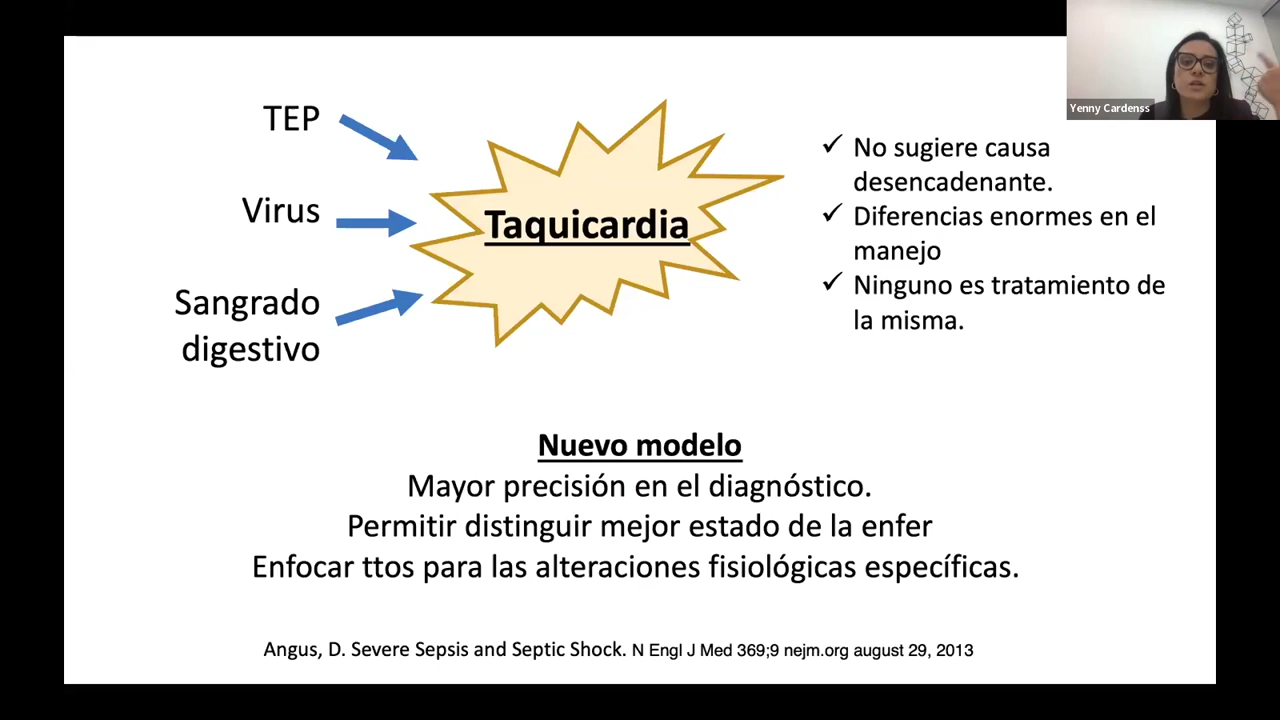 Yenny Cardenss
TEP
Virus
Sangrado
digestivo
Taquicardia
✓ No sugiere causa
desencadenante.
✓ Diferencias enormes en el
manejo
✓ Ninguno es tratamiento de
la misma.
Nuevo modelo
Mayor precisión en el diagnóstico.
Permitir distinguir mejor estado de la enfer
Enfocar ttos para las alteraciones fisiológicas específicas.
Angus, D. Severe Sepsis and Septic Shock. N Engl J Med 369;9 nejm.org august 29, 2013